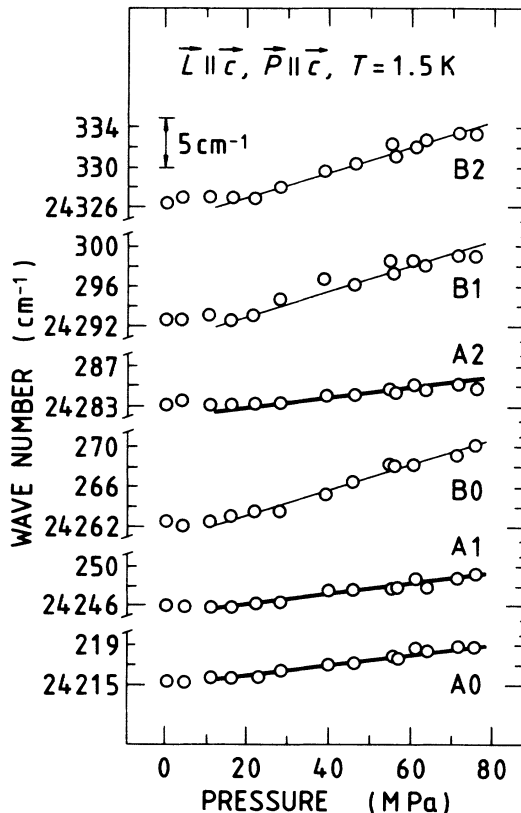 L || c, P || c, T = 1.5 K
5 cm⁻¹
334
330
24326
B2
300
296
24292
B1
287
24283
A2
270
266
24262
B0
250
24246
A1
219
24215
A0
WAVE NUMBER (cm⁻¹)
0 20 40 60 80
PRESSURE (MPa)